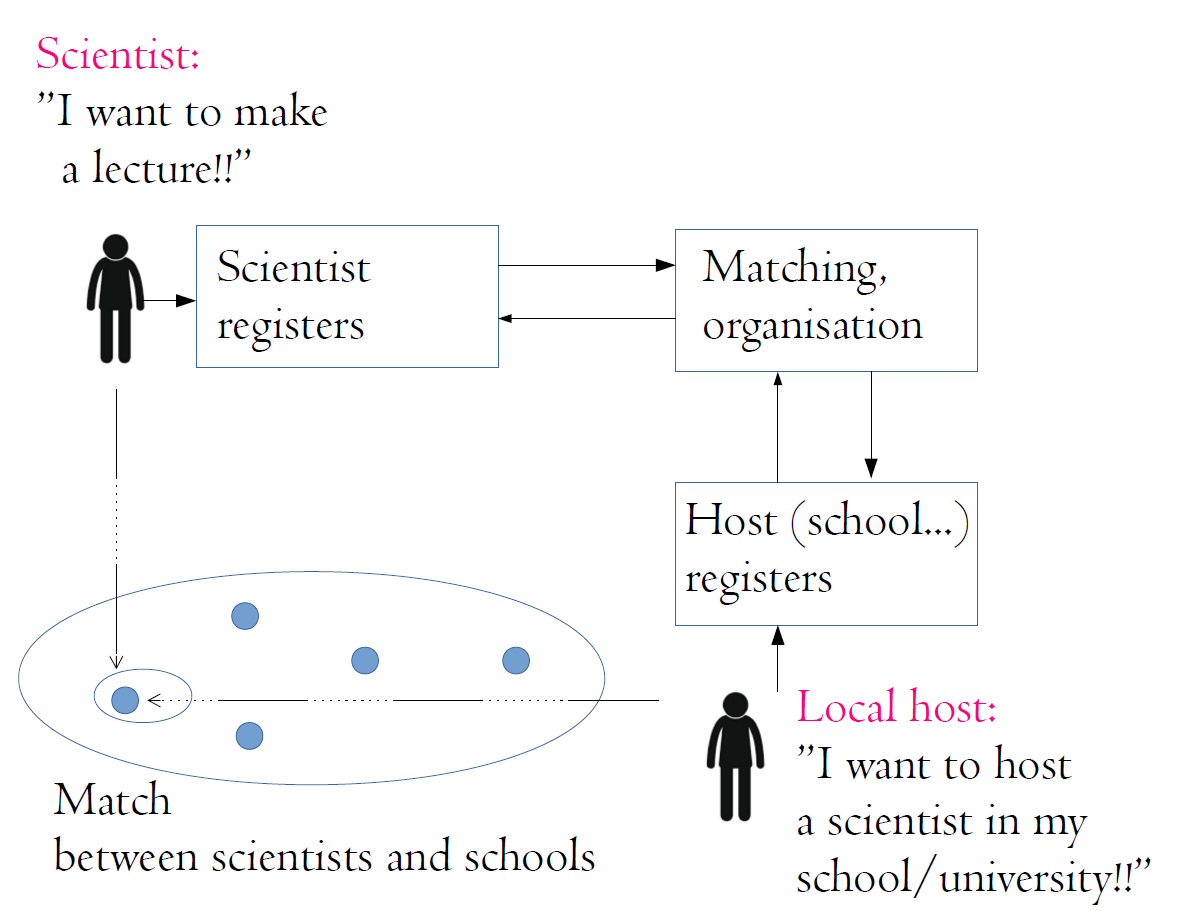 Scientist:
”I want to make
a lecture!!”
Scientist
registers
Matching,
organisation
Host (school...)
registers
Local host:
”I want to host
a scientist in my
school/university!!”
Match
between scientists and schools